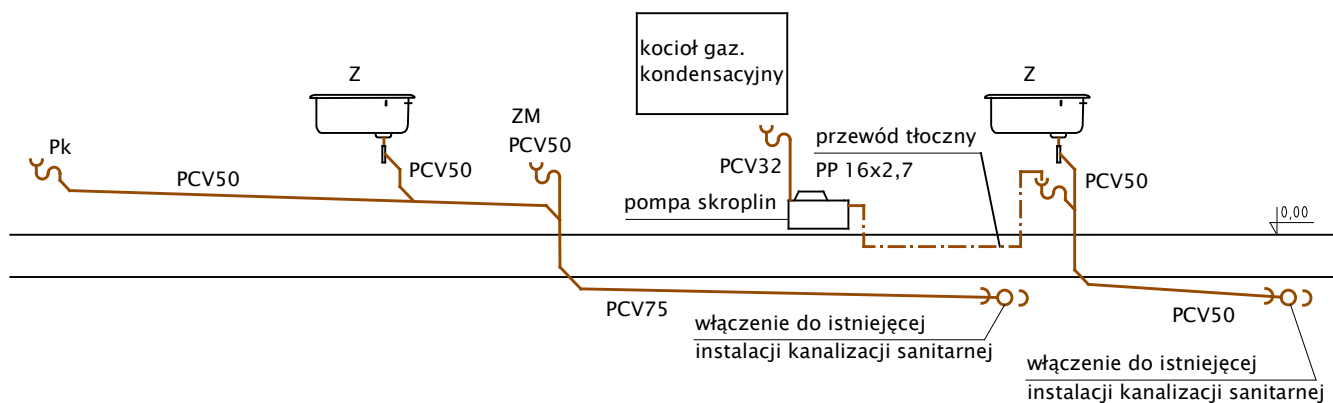 kocioł gaz.
kondensacyjny
Z
Z
ZM
PCV50
Pk
PCV50
PCV50
PCV32
przewód tłoczny
PP 16x2,7
PCV50
pompa skroplin
0,00
PCV75
włączenie do istniejęcej
instalacji kanalizacji sanitarnej
PCV50
włączenie do istniejęcej
instalacji kanalizacji sanitarnej